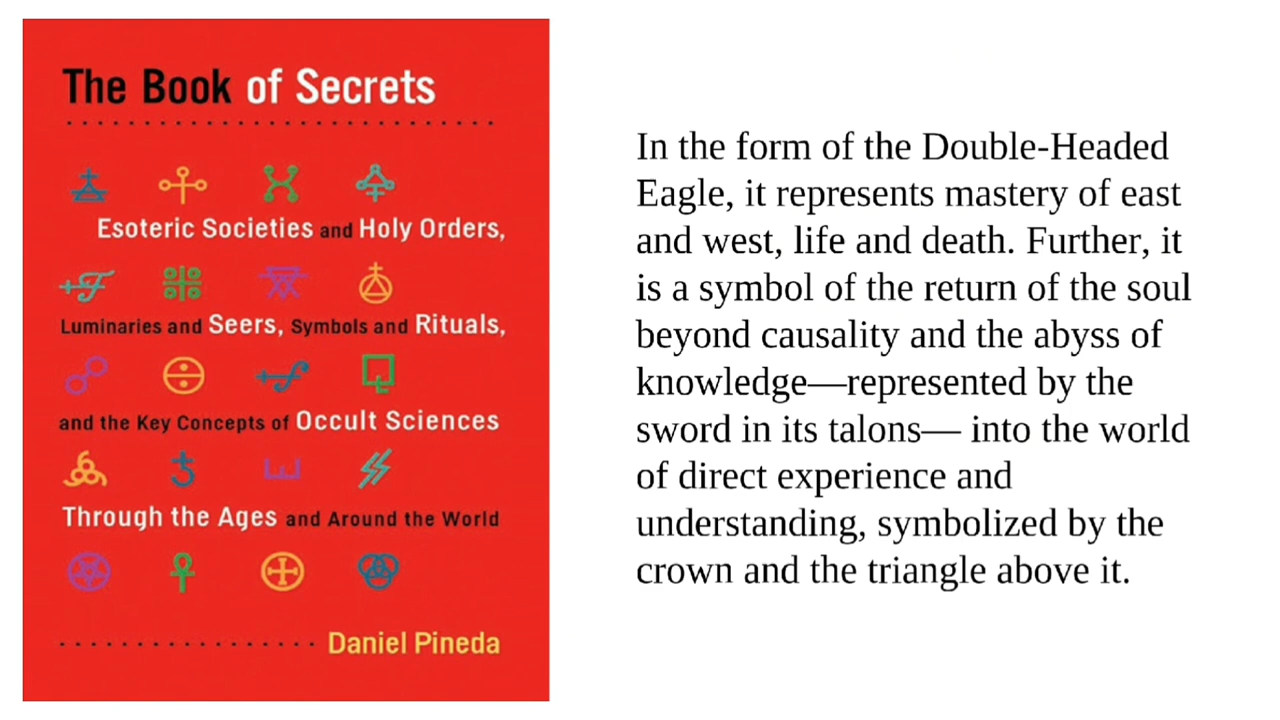 The Book of Secrets
Esoteric Societies and Holy Orders,
Luminaries and Seers, Symbols and Rituals,
and the Key Concepts of Occult Sciences
Through the Ages and Around the World
Daniel Pineda
In the form of the Double-Headed
Eagle, it represents mastery of east
and west, life and death. Further, it
is a symbol of the return of the soul
beyond causality and the abyss of
knowledge—represented by the
sword in its talons— into the world
of direct experience and
understanding, symbolized by the
crown and the triangle above it.